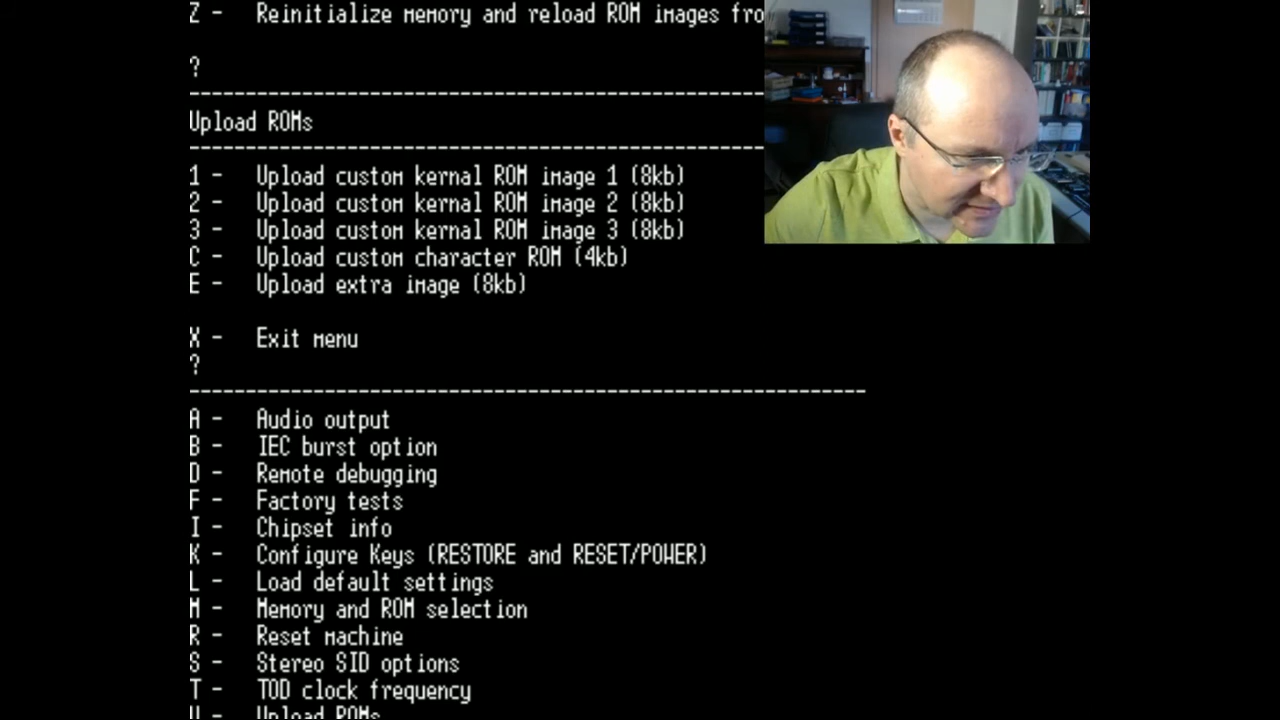 Z - Reinitialize memory and reload ROM images
?
------------------------------------------------------------
Upload ROMs
------------------------------------------------------------
1 - Upload custom kernal ROM image 1 (8kb)
2 - Upload custom kernal ROM image 2 (8kb)
3 - Upload custom kernal ROM image 3 (8kb)
C - Upload custom character ROM (4kb)
E - Upload extra image (8kb)
X - Exit menu
?
------------------------------------------------------------
A - Audio output
B - IEC burst option
D - Remote debugging
F - Factory tests
I - Chipset info
K - Configure Keys (RESTORE and RESET/POWER)
L - Load default settings
M - Memory and ROM selection
R - Reset machine
S - Stereo SID options
T - TOD clock frequency
U - Upload ROMs